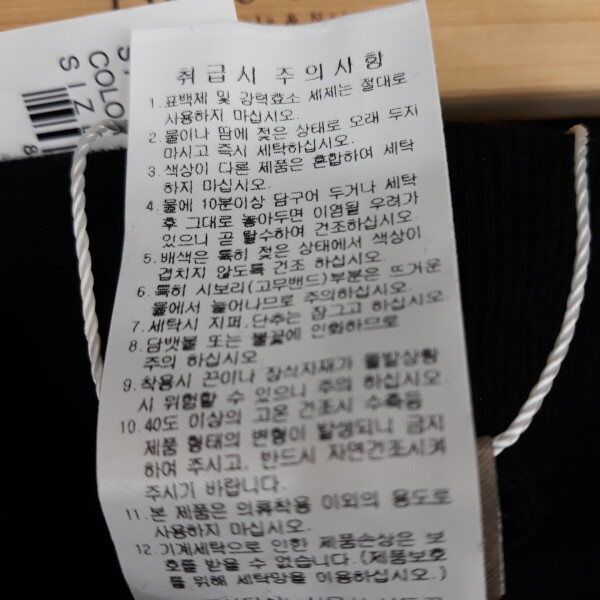 취급시 주의사항
1. 표백제 및 강력효소 세제는 절대로
사용하지 마십시오.
2. 물이나 땀에 젖은 상태로 오래 두지
마시고 즉시 세탁하십시오.
3. 색상이 다른 제품은 혼합하여 세탁
하지 마십시오.
4. 물에 10분이상 담구어 두거나 세탁
후 그대로 놓아두면 이염될 우려가
있으니 곧 탈수하여 건조하십시오.
5. 배색은 특히 젖은 상태에서 색상이
겹치지 않도록 건조 하십시오.
6. 특히 시보리(고무밴드)부분은 뜨거운
물에서 늘어나므로 주의하십시오.
7. 세탁시 지퍼,단추는 잠그고 하십시오.
8. 담뱃불 또는 불꽃에 인화하므로
주의 하십시오
9. 착용시 끈이나 장식자재가 돌발상황
시 위험할 수 있으니 주의 하십시오.
10. 40도 이상의 고온 건조시 수축등
제품 형태의 변형이 발생되니 금지
하여 주시고, 반드시 자연건조시켜
주시기 바랍니다.
11. 본 제품은 의류착용 이외의 용도로
사용하지 마십시오.
12. 기계세탁으로 인한 제품손상은 보
호를 받을 수 없습니다.(제품보호
를 위해 세탁망을 이용하십시오.)
COLO
SIZ
8